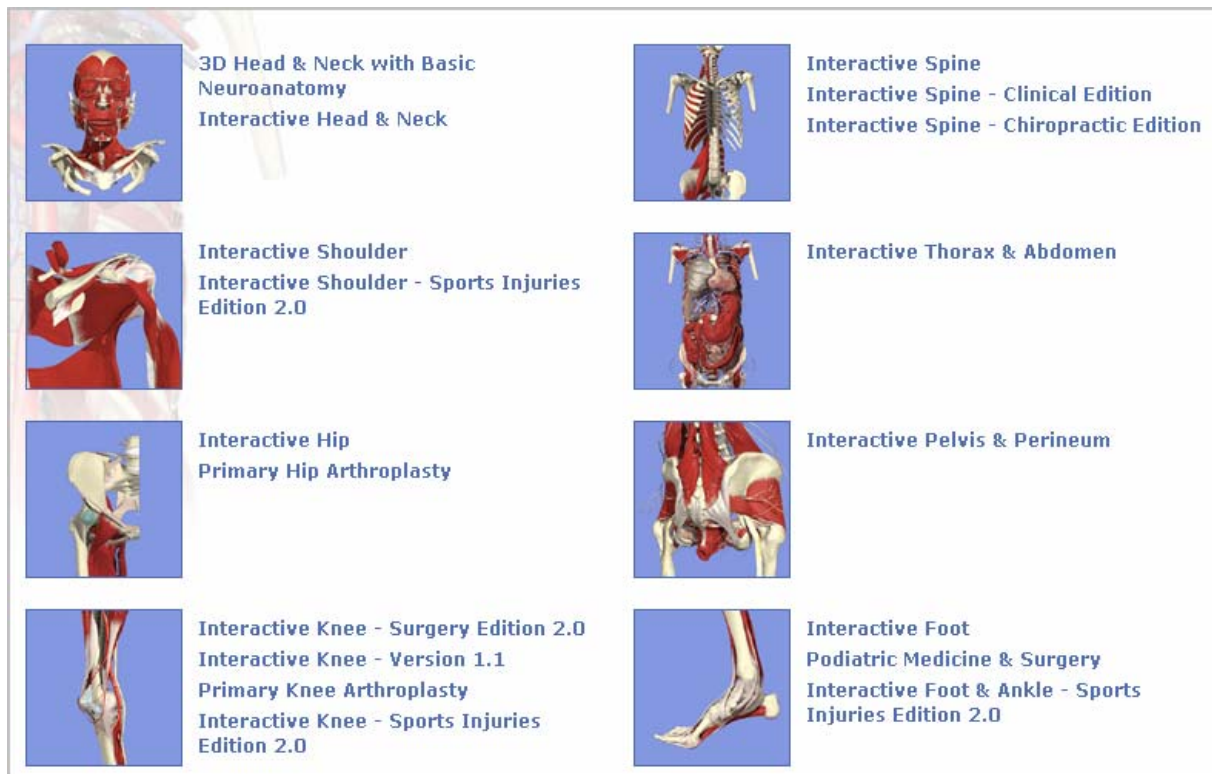 3D Head & Neck with Basic
Neuroanatomy
Interactive Head & Neck
Interactive Spine
Interactive Spine - Clinical Edition
Interactive Spine - Chiropractic Edition
Interactive Shoulder
Interactive Shoulder - Sports Injuries
Edition 2.0
Interactive Thorax & Abdomen
Interactive Hip
Primary Hip Arthroplasty
Interactive Pelvis & Perineum
Interactive Knee - Surgery Edition 2.0
Interactive Knee - Version 1.1
Primary Knee Arthroplasty
Interactive Knee - Sports Injuries
Edition 2.0
Interactive Foot
Podiatric Medicine & Surgery
Interactive Foot & Ankle - Sports
Injuries Edition 2.0